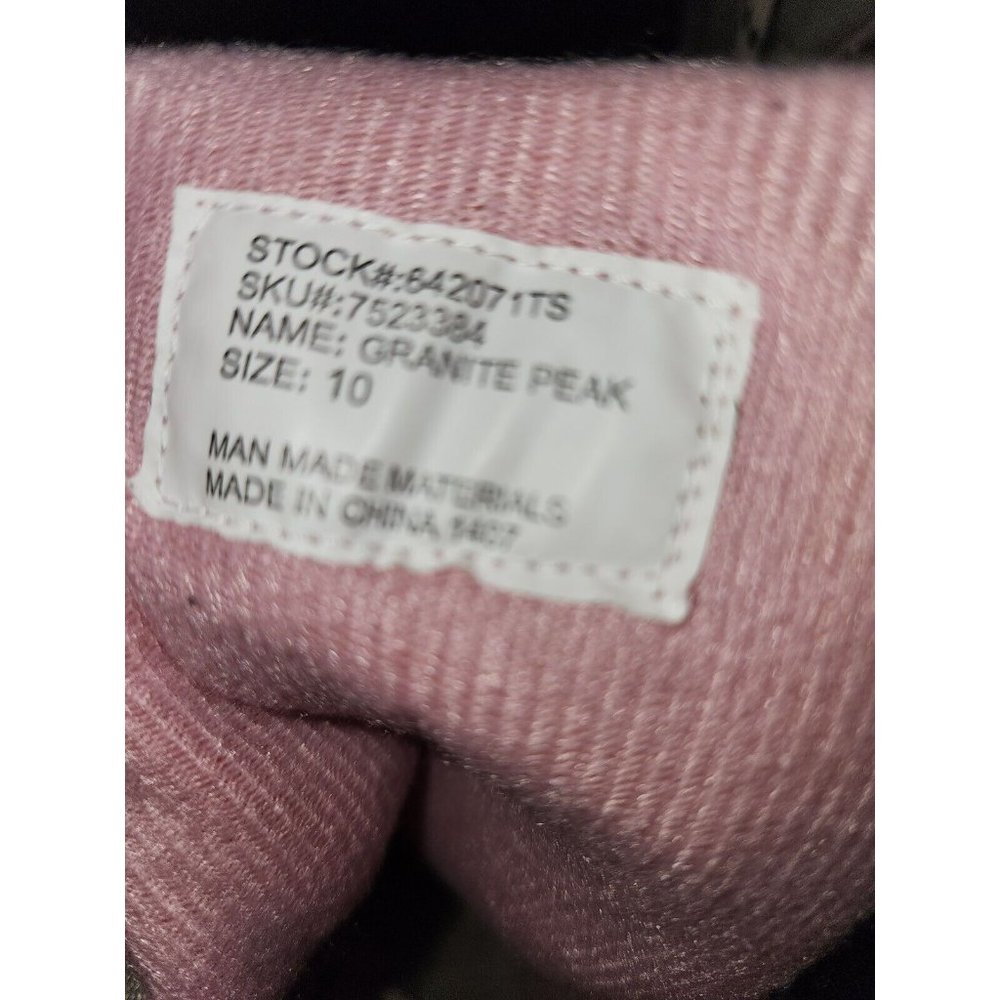 STOCK#:642071TS
SKU#:7523384
NAME: GRANITE PEAK
SIZE: 10
MAN MADE MATERIALS
MADE IN CHINA